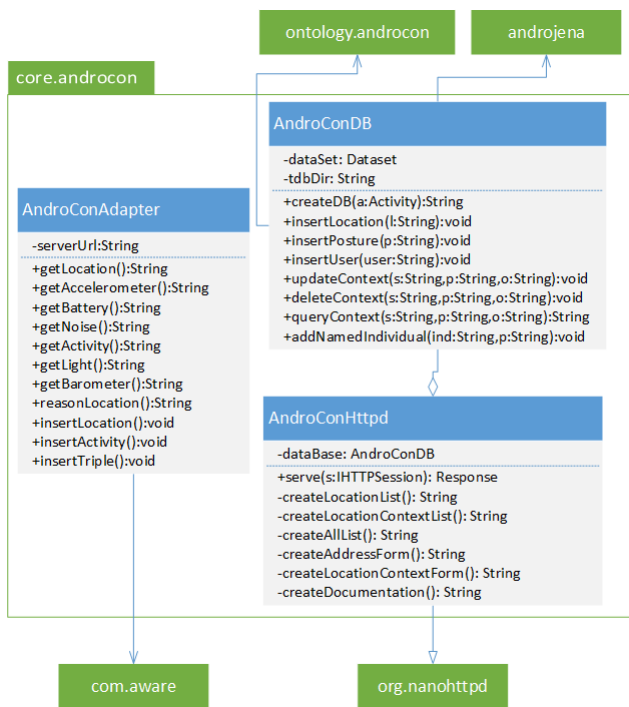 ontology.androcon
androjena
core.androcon
AndroConDB
-dataSet: Dataset
-tdbDir: String
+createDB(a:Activity):String
+insertLocation(l:String):void
+insertPosture(p:String):void
+insertUser(user:String):void
+updateContext(s:String,p:String,o:String):void
+deleteContext(s:String,p:String,o:String):void
+queryContext(s:String,p:String,o:String):String
+addNamedIndividual(ind:String,p:String):void
AndroConAdapter
-serverUrl:String
+getLocation():String
+getAccelerometer():String
+getBattery():String
+getNoise():String
+getActivity():String
+getLight():String
+getBarometer():String
+reasonLocation():String
+insertLocation():void
+insertActivity():void
+insertTriple():void
AndroConHttpd
-dataBase: AndroConDB
+serve(s:IHTTPSession): Response
-createLocationList(): String
-createLocationContextList(): String
-createAllList(): String
-createAddressForm(): String
-createLocationContextForm(): String
-createDocumentation(): String
com.aware
org.nanohttpd